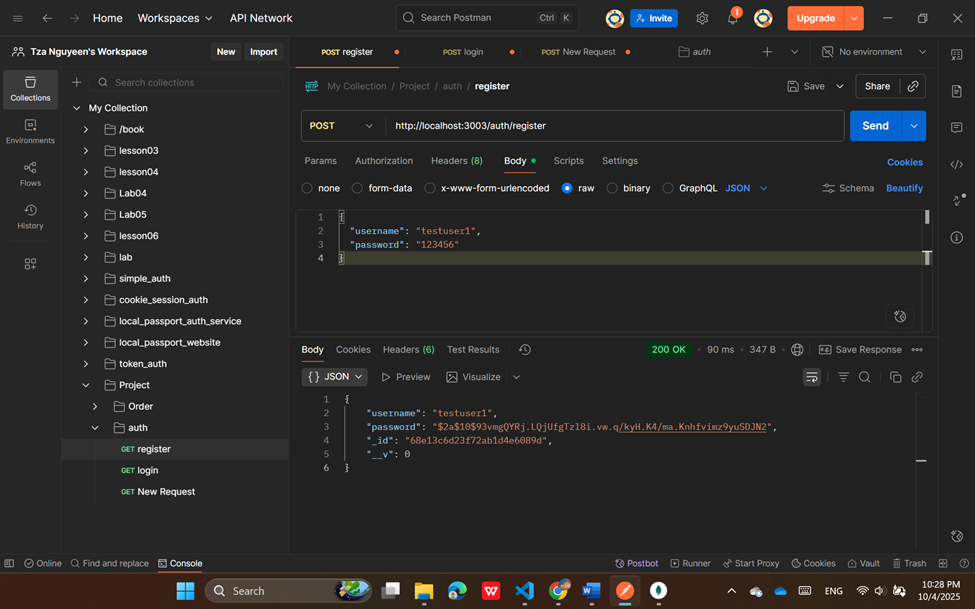 Home Workspaces API Network Search Postman Ctrl K Invite 1 Upgrade
Tza Nguyeen's Workspace New Import POST register POST login POST New Request auth No environment
Collections
Environments
Flows
History
Search collections
My Collection
/book
lesson03
lesson04
Lab04
Lab05
lesson06
lab
simple_auth
cookie_session_auth
local_passport_auth_service
local_passport_website
token_auth
Project
Order
auth
GET register
GET login
GET New Request
HTTP My Collection / Project / auth / register Save Share
POST http://localhost:3003/auth/register Send
Params Authorization Headers (8) Body Scripts Settings Cookies
none form-data x-www-form-urlencoded raw binary GraphQL JSON Schema Beautify
1 {
2 "username": "testuser1",
3 "password": "123456"
4 }
Body Cookies Headers (6) Test Results 200 OK • 90 ms • 347 B Save Response
{} JSON Preview Visualize
1 {
2 "username": "testuser1",
3 "password": "$2a$10$93vmgQYRj.LQjUfgTzl8i.vw.q/kyH.K4/ma.Knhfvimz9yuSDJN2",
4 "_id": "68e13c6d23f72ab1d4e6089d",
5 "__v": 0
6 }
Online Find and replace Console Postbot Runner Start Proxy Cookies Vault Trash
Search ENG 10:28 PM
10/4/2025